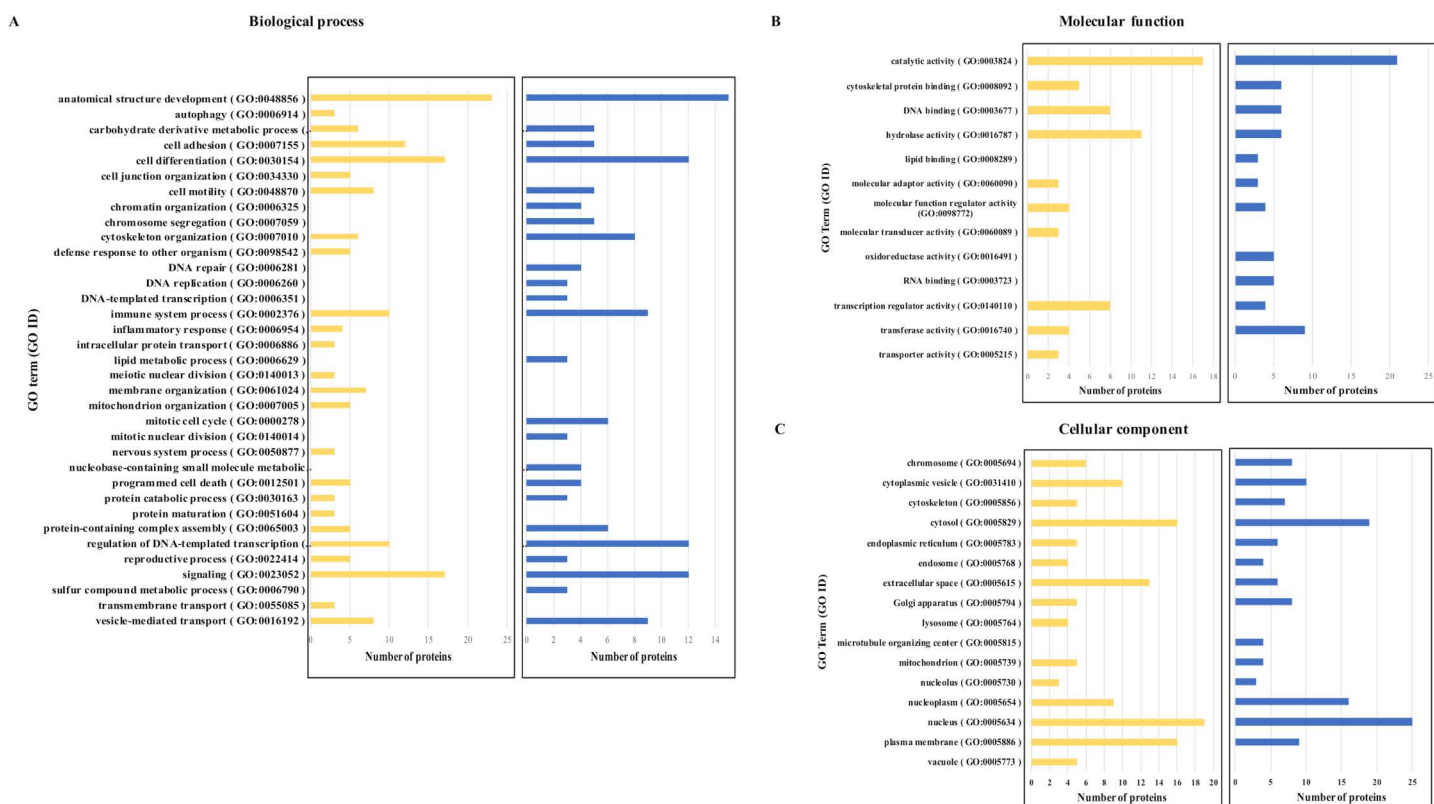 A
Biological process
GO term (GO ID)
anatomical structure development ( GO:0048856 )
autophagy ( GO:0006914 )
carbohydrate derivative metabolic process (..
cell adhesion ( GO:0007155 )
cell differentiation ( GO:0030154 )
cell junction organization ( GO:0034330 )
cell motility ( GO:0048870 )
chromatin organization ( GO:0006325 )
chromosome segregation ( GO:0007059 )
cytoskeleton organization ( GO:0007010 )
defense response to other organism ( GO:0098542 )
DNA repair ( GO:0006281 )
DNA replication ( GO:0006260 )
DNA-templated transcription ( GO:0006351 )
immune system process ( GO:0002376 )
inflammatory response ( GO:0006954 )
intracellular protein transport ( GO:0006886 )
lipid metabolic process ( GO:0006629 )
meiotic nuclear division ( GO:0140013 )
membrane organization ( GO:0061024 )
mitochondrion organization ( GO:0007005 )
mitotic cell cycle ( GO:0000278 )
mitotic nuclear division ( GO:0140014 )
nervous system process ( GO:0050877 )
nucleobase-containing small molecule metabolic..
programmed cell death ( GO:0012501 )
protein catabolic process ( GO:0030163 )
protein maturation ( GO:0051604 )
protein-containing complex assembly ( GO:0065003 )
regulation of DNA-templated transcription (..
reproductive process ( GO:0022414 )
signaling ( GO:0023052 )
sulfur compound metabolic process ( GO:0006790 )
transmembrane transport ( GO:0055085 )
vesicle-mediated transport ( GO:0016192 )
0 5 10 15 20 25
Number of proteins
0 2 4 6 8 10 12 14
Number of proteins
B
Molecular function
GO Term (GO ID)
catalytic activity ( GO:0003824 )
cytoskeletal protein binding ( GO:0008092 )
DNA binding ( GO:0003677 )
hydrolase activity ( GO:0016787 )
lipid binding ( GO:0008289 )
molecular adaptor activity ( GO:0060090 )
molecular function regulator activity
(GO:0098772 )
molecular transducer activity ( GO:0060089 )
oxidoreductase activity ( GO:0016491 )
RNA binding ( GO:0003723 )
transcription regulator activity ( GO:0140110 )
transferase activity ( GO:0016740 )
transporter activity ( GO:0005215 )
0 2 4 6 8 10 12 14 16 18
Number of proteins
0 5 10 15 20 25
Number of proteins
C
Cellular component
GO Term (GO ID)
chromosome ( GO:0005694 )
cytoplasmic vesicle ( GO:0031410 )
cytoskeleton ( GO:0005856 )
cytosol ( GO:0005829 )
endoplasmic reticulum ( GO:0005783 )
endosome ( GO:0005768 )
extracellular space ( GO:0005615 )
Golgi apparatus ( GO:0005794 )
lysosome ( GO:0005764 )
microtubule organizing center ( GO:0005815 )
mitochondrion ( GO:0005739 )
nucleolus ( GO:0005730 )
nucleoplasm ( GO:0005654 )
nucleus ( GO:0005634 )
plasma membrane ( GO:0005886 )
vacuole ( GO:0005773 )
0 2 4 6 8 10 12 14 16 18 20
Number of proteins
0 5 10 15 20 25
Number of proteins